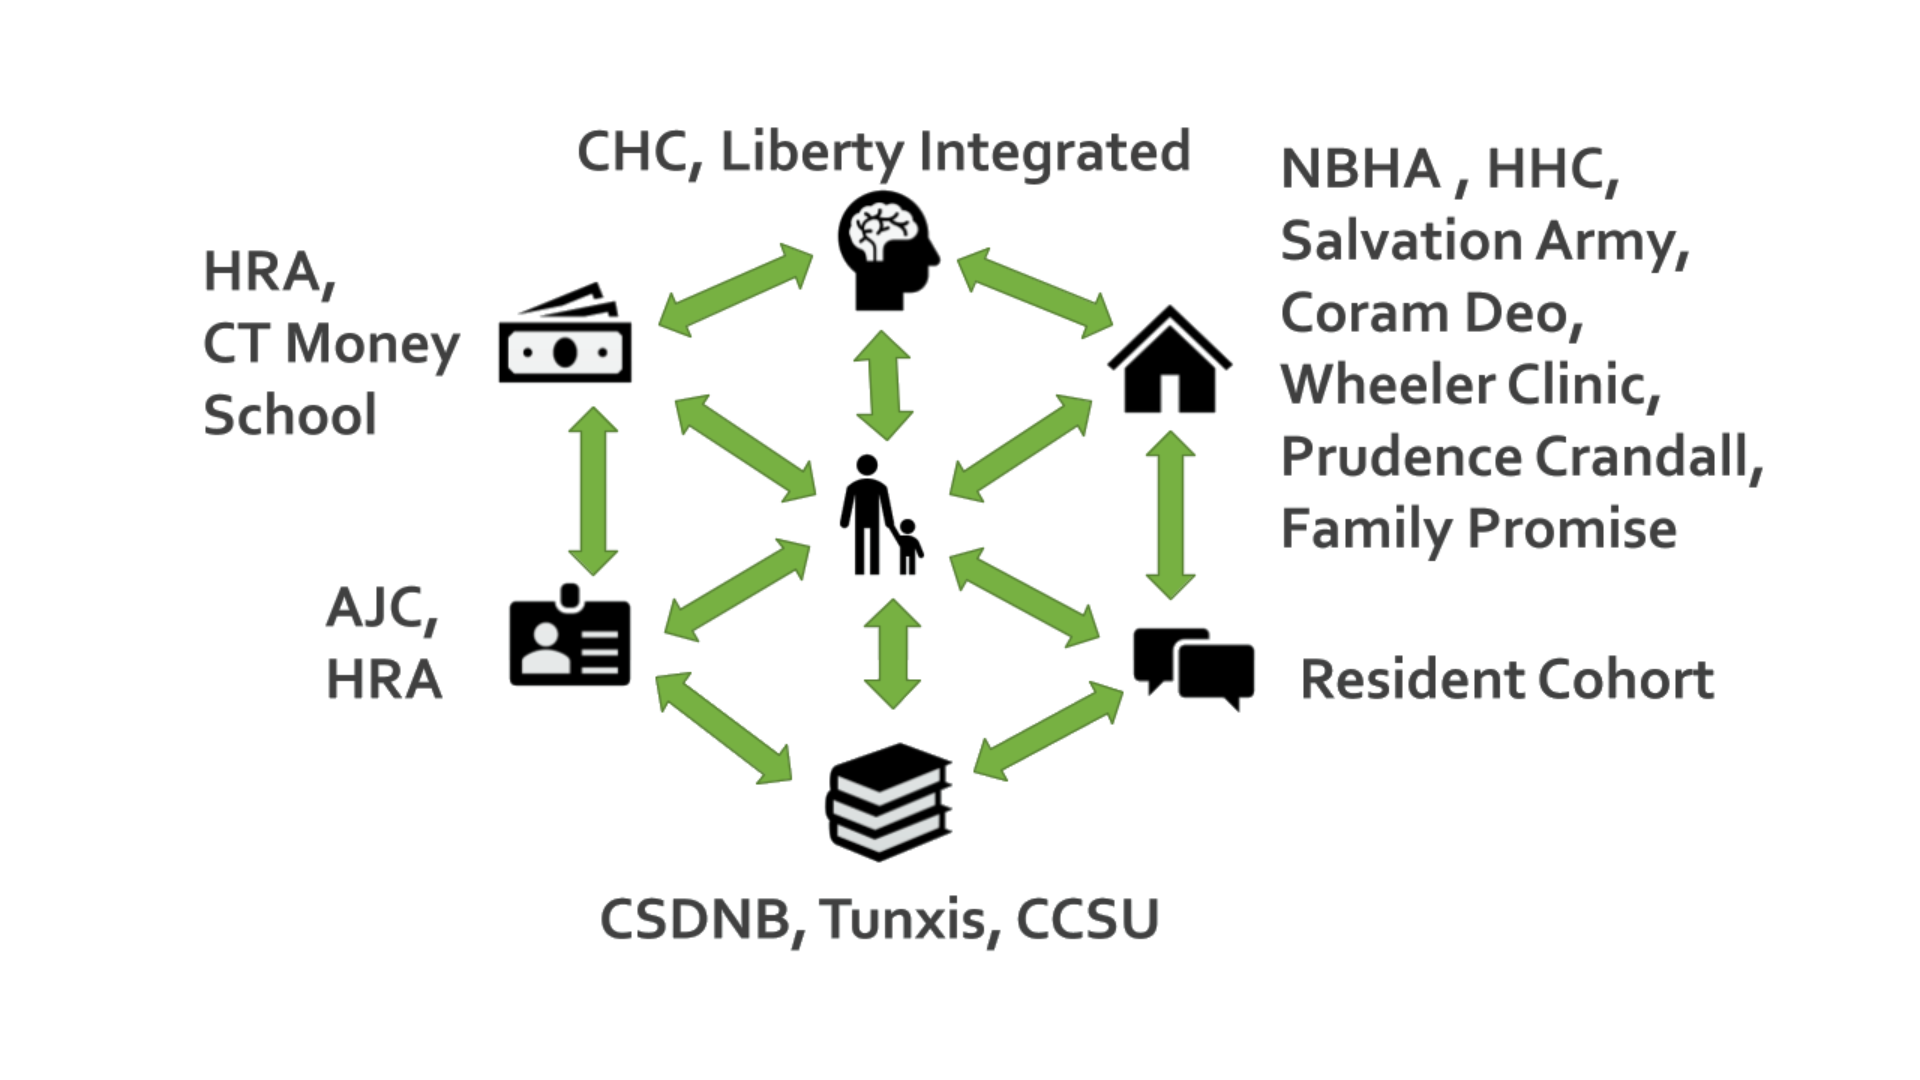 CHC, Liberty Integrated
NBHA , HHC,
Salvation Army,
Coram Deo,
Wheeler Clinic,
Prudence Crandall,
Family Promise
HRA,
CT Money
School
AJC,
HRA
Resident Cohort
CSDNB, Tunxis, CCSU